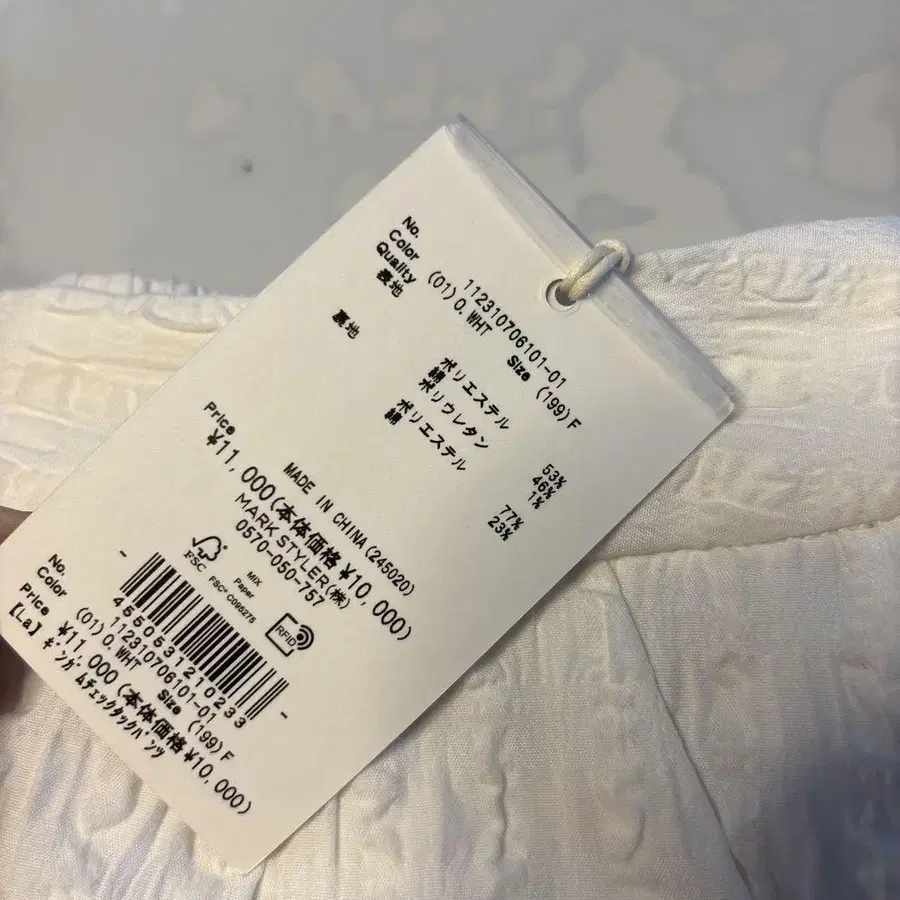 No. 112310706101-01
Color (01)O.WHT Size (199)F
Quality
表地 ポリエステル 53%
綿 46%
ポリウレタン 1%
裏地 ポリエステル 77%
綿 23%
MADE IN CHINA(245020)
Price ¥11,000(本体価格¥10,000)
MARK STYLER(株)
0570-050-757
FSC
FSC® C095275
MIX
Paper
RFID
4550531210233
No. 112310706101-01
Color (01)O.WHT Size (199)F
Price ¥11,000(本体価格¥10,000)
【La】ギンガムチェックタックパンツ